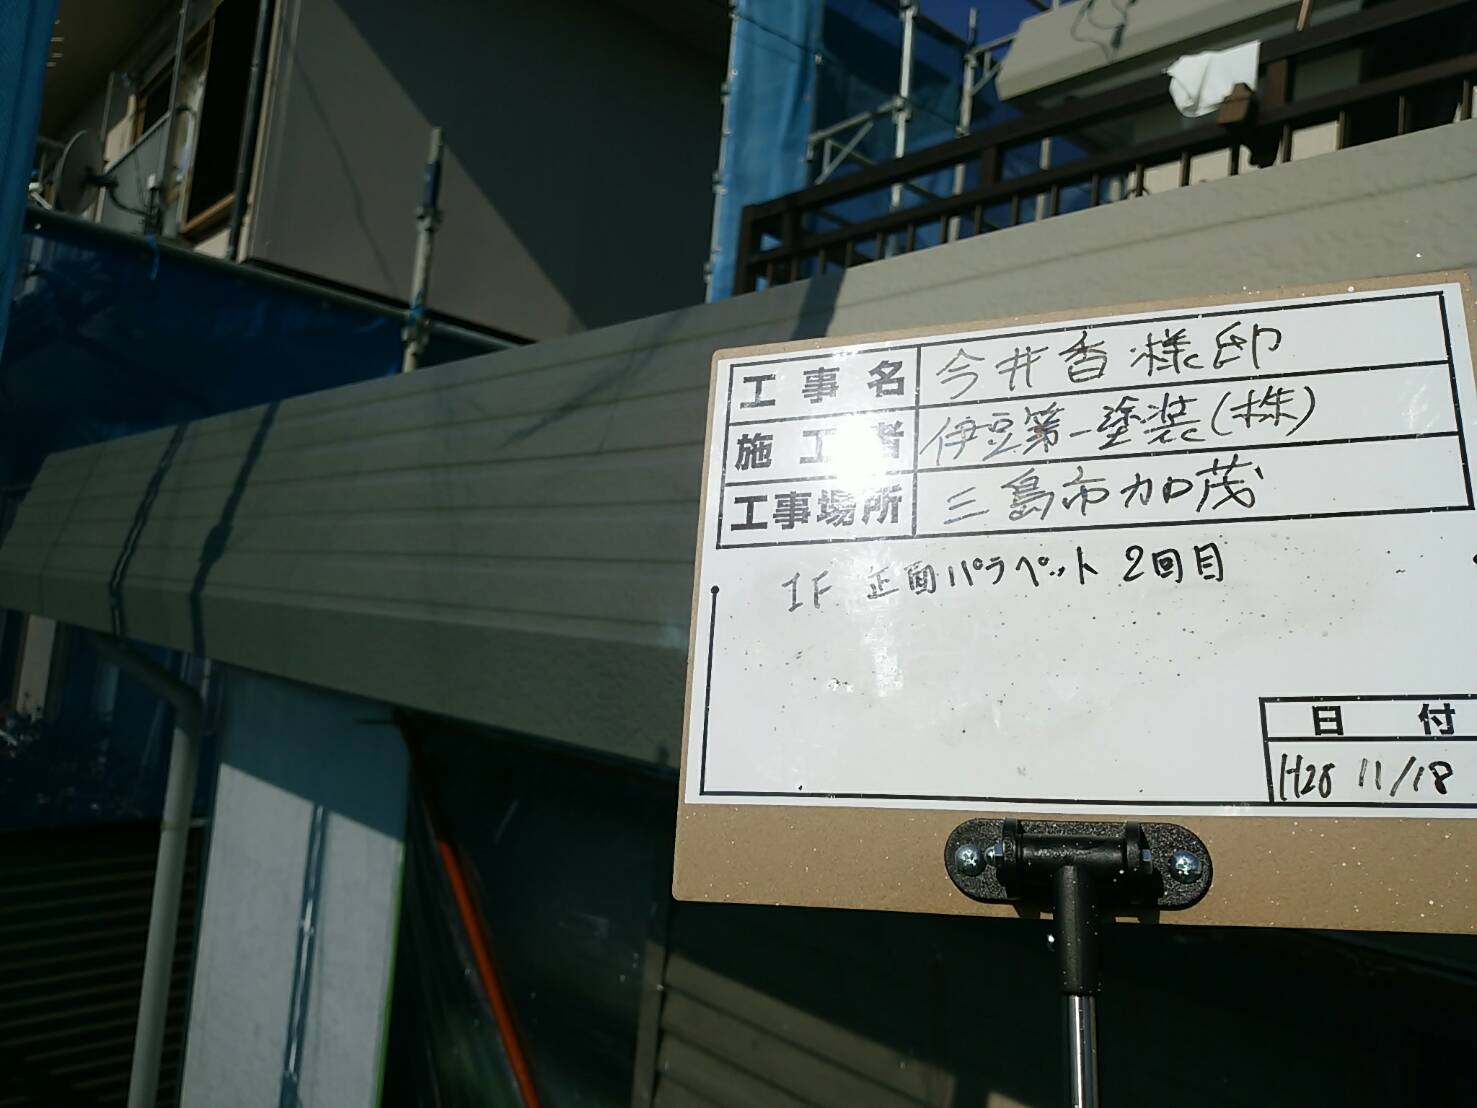 工事名 今井香様邸
施工者 伊豆第一塗装(株)
工事場所 三島市加茂
1F 正面パラペット 2回目
日付
H28 11/18